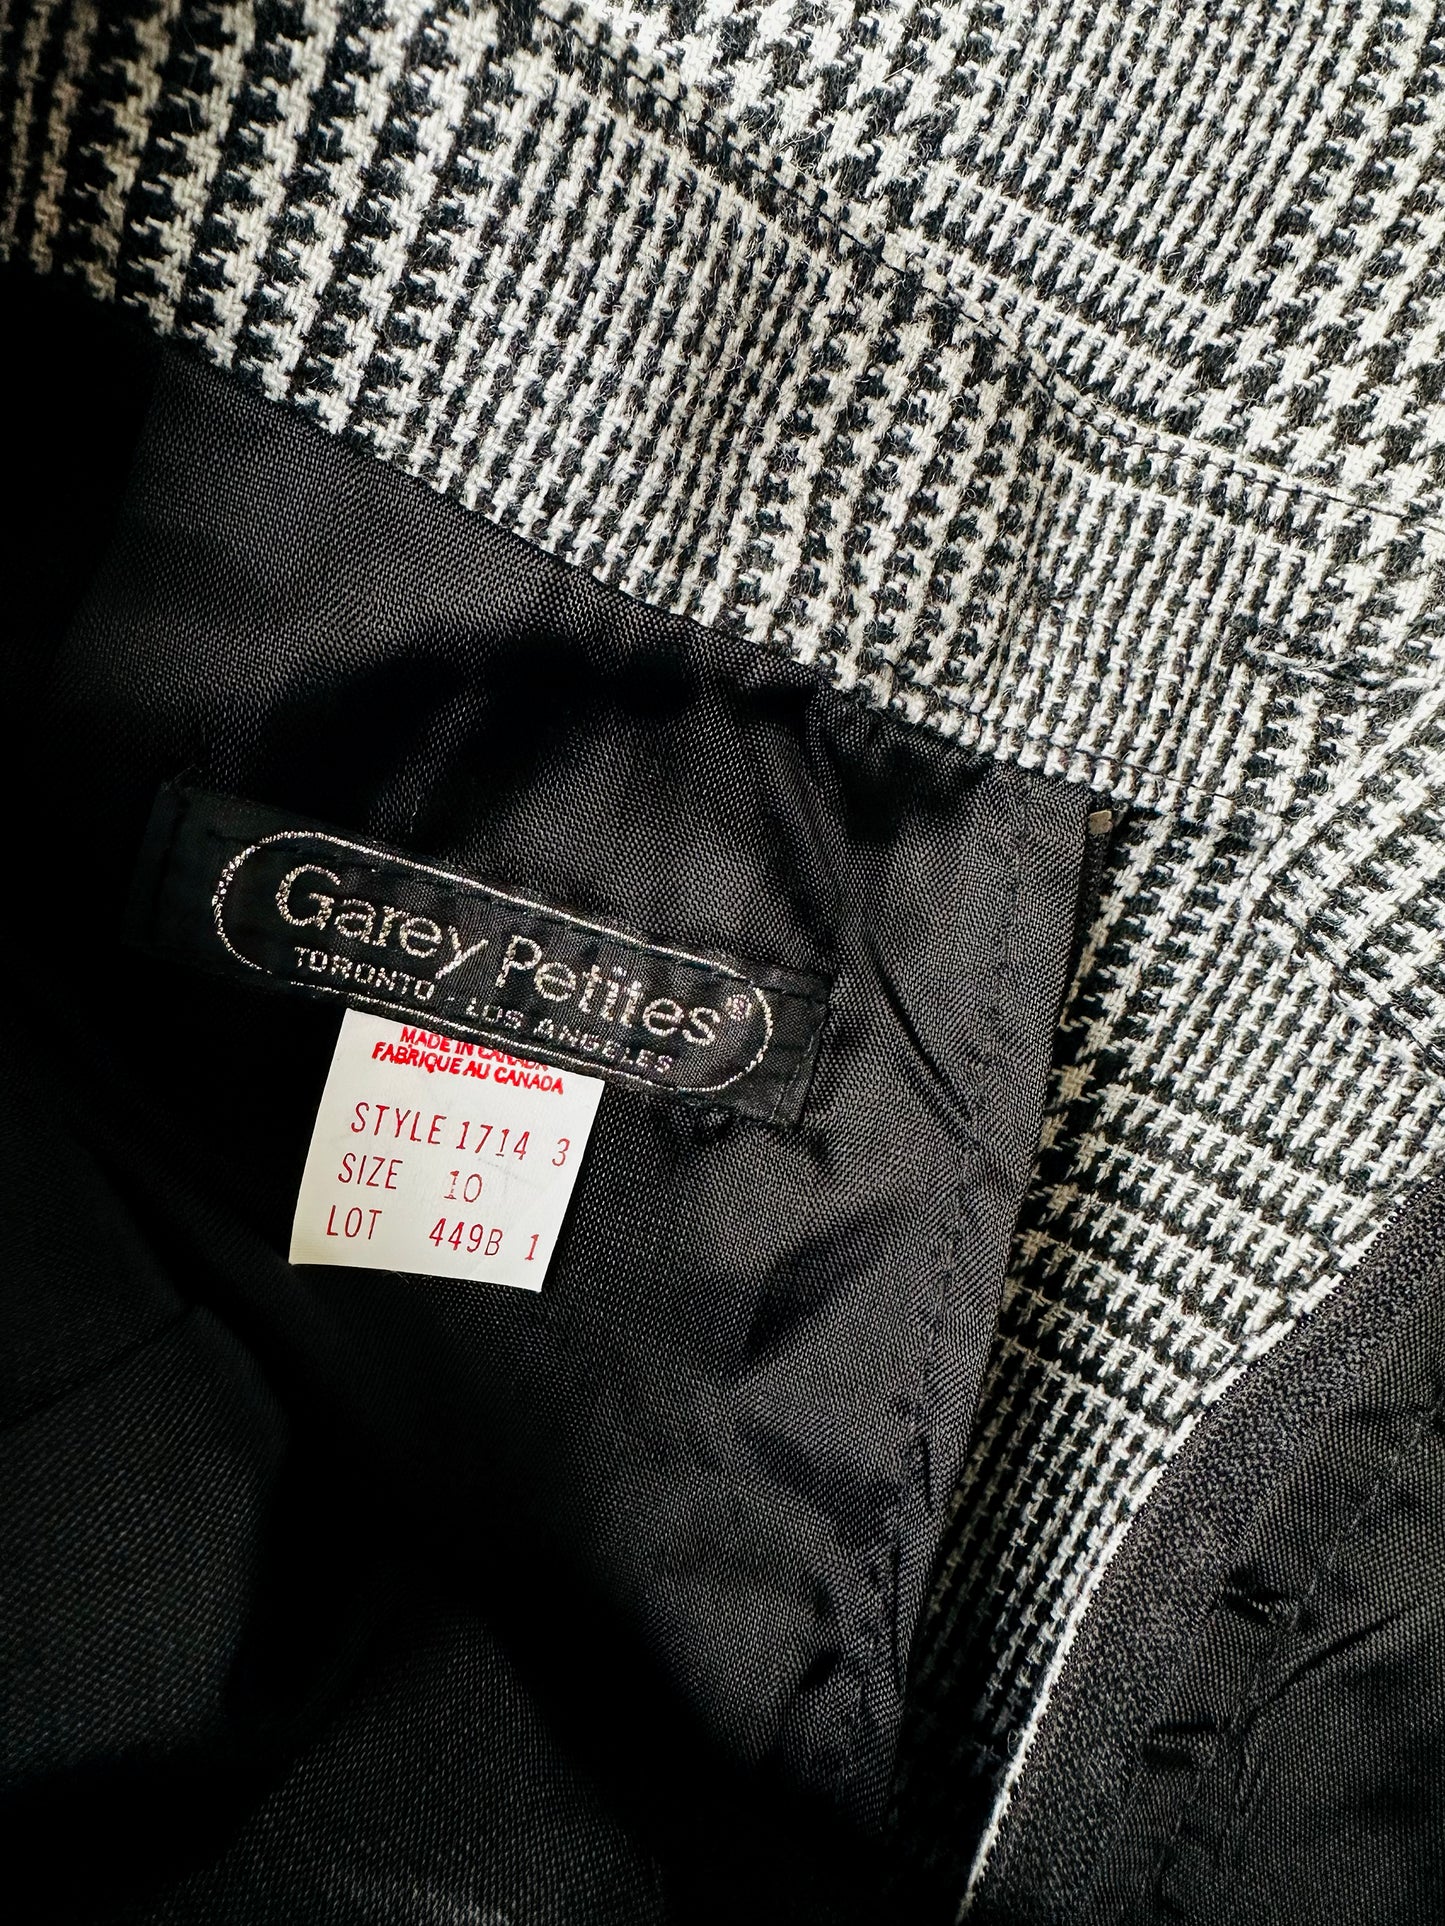 Garey Petites®
TORONTO - LOS ANGELES
MADE IN CANADA
FABRIQUE AU CANADA
STYLE 1714 3
SIZE 10
LOT 449B 1